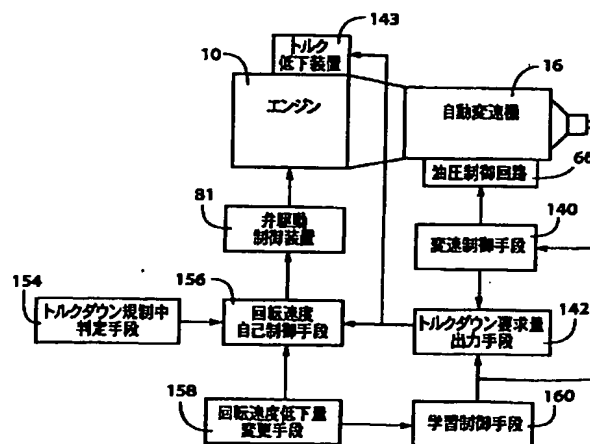 143
トルク
低下装置
10
エンジン
16
自動変速機
油圧制御回路
66
81
弁駆動
制御装置
140
変速制御手段
154
トルクダウン規制中
判定手段
156
回転速度
自己制御手段
トルクダウン要求量
出力手段
142
158
回転速度低下量
変更手段
学習制御手段
160